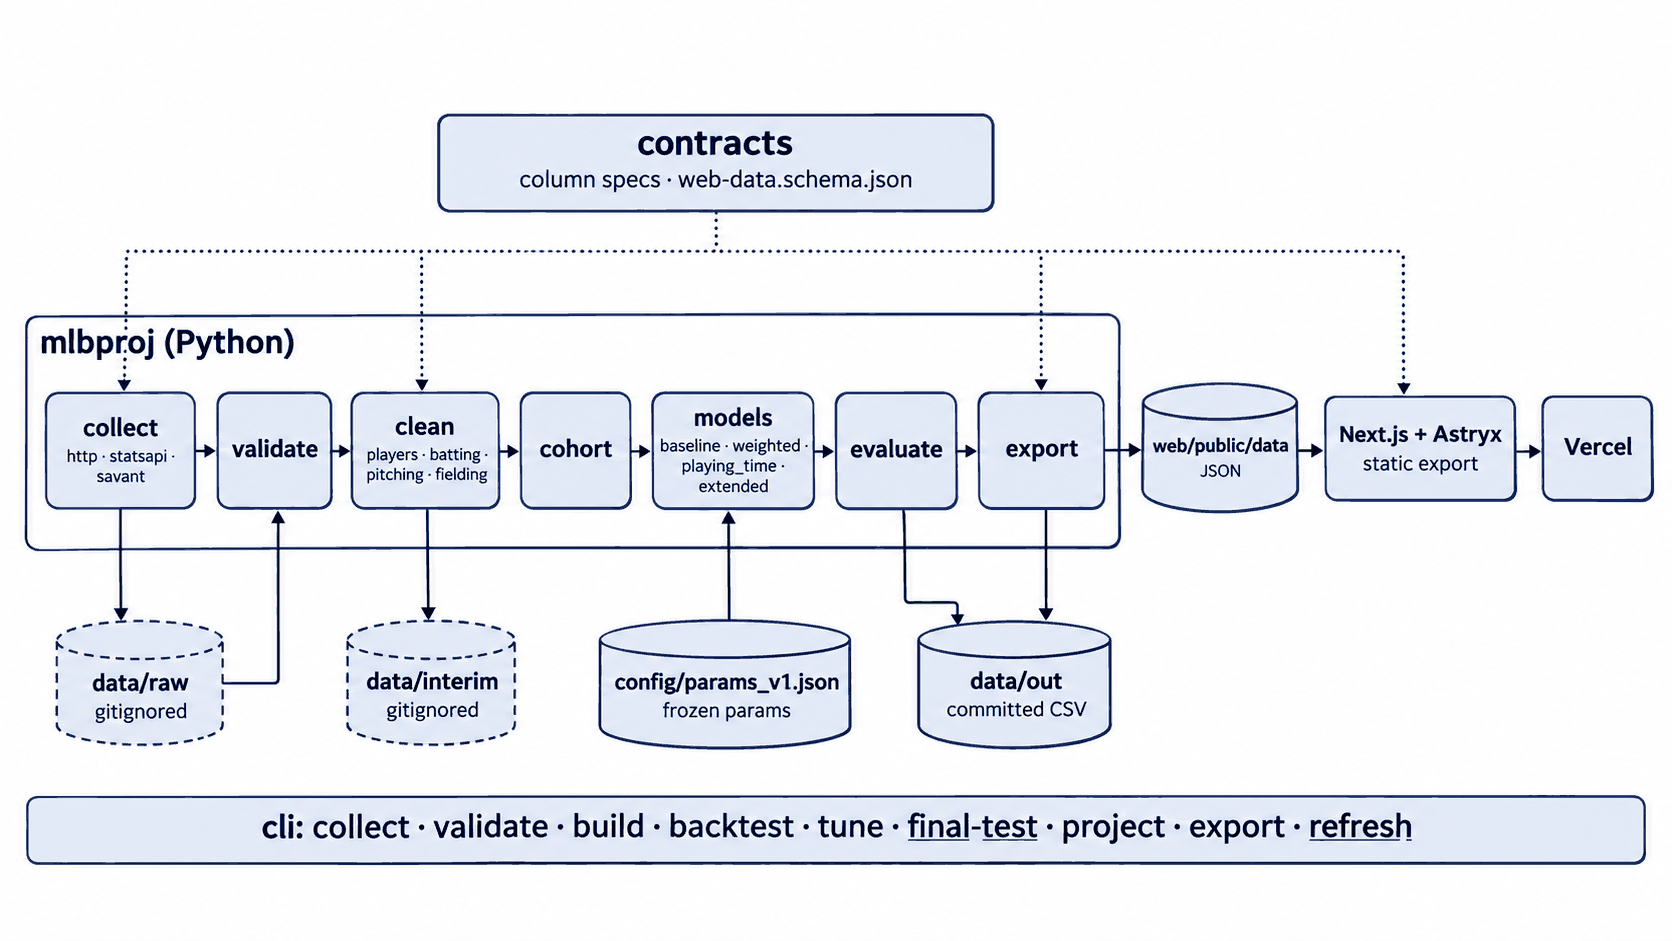 contracts
column specs · web-data.schema.json
mlbproj (Python)
collect
http · statsapi ·
savant
validate
clean
players · batting ·
pitching · fielding
cohort
models
baseline · weighted ·
playing_time ·
extended
evaluate
export
web/public/data
JSON
Next.js + Astryx
static export
Vercel
data/raw
gitignored
data/interim
gitignored
config/params_v1.json
frozen params
data/out
committed CSV
cli: collect · validate · build · backtest · tune · final-test · project · export · refresh